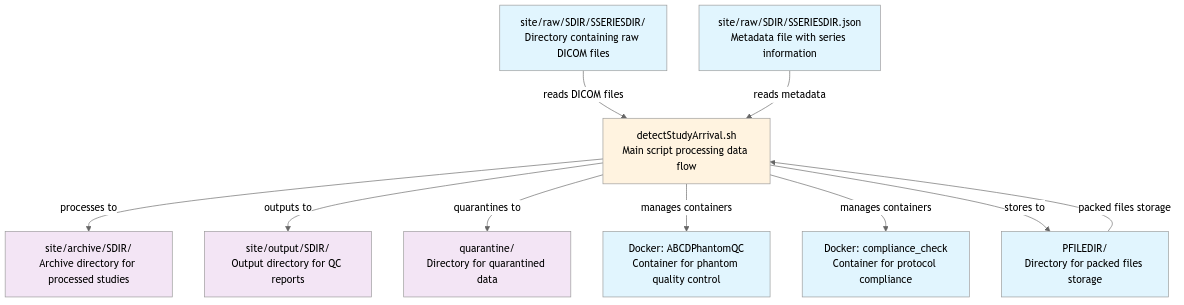 site/raw/SDIR/SSERIESDIR/
Directory containing raw
DICOM files
site/raw/SDIR/SSERIESDIR.json
Metadata file with series
information
reads DICOM files
reads metadata
detectStudyArrival.sh
Main script processing data
flow
processes to
outputs to
quarantines to
manages containers
manages containers
stores to
packed files storage
site/archive/SDIR/
Archive directory for
processed studies
site/output/SDIR/
Output directory for QC
reports
quarantine/
Directory for quarantined
data
Docker: ABCDPhantomQC
Container for phantom
quality control
Docker: compliance_check
Container for protocol
compliance
PFILEDIR/
Directory for packed files
storage